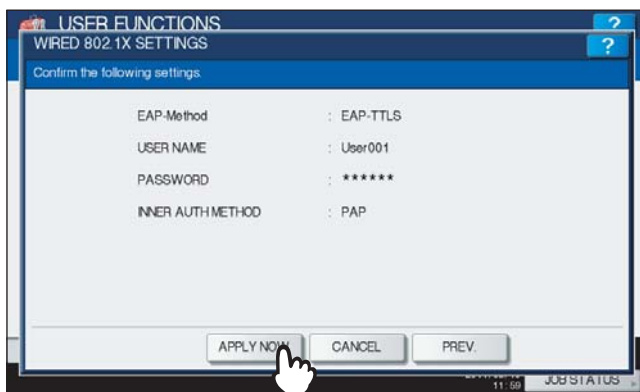 USER FUNCTIONS
?
WIRED 802.1X SETTINGS
?
Confirm the following settings.
EAP-Method : EAP-TTLS
USER NAME : User001
PASSWORD : ******
INNER AUTH METHOD : PAP
APPLY NOW
CANCEL
PREV.
11:59
JOB STATUS